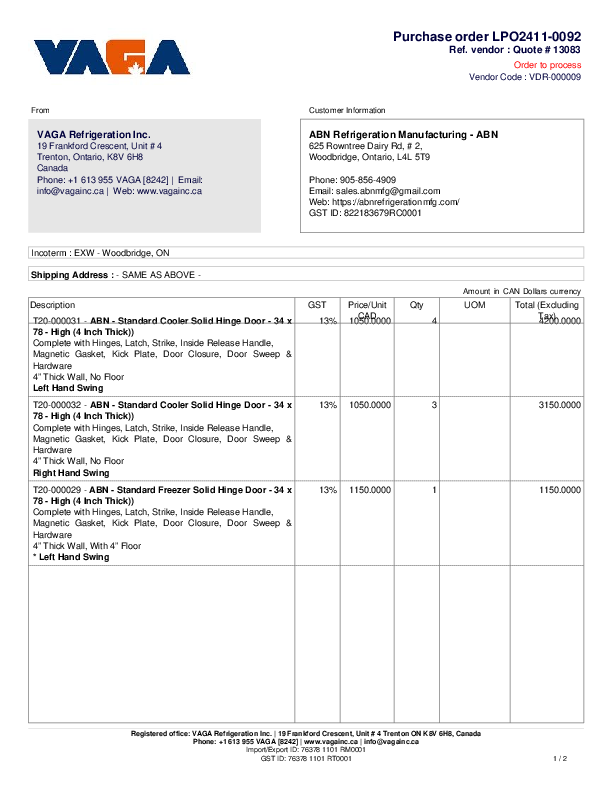 VAGA
Purchase order LPO2411-0092
Ref. vendor : Quote # 13083
Order to process
Vendor Code : VDR-000009
From
Customer Information
VAGA Refrigeration Inc.
19 Frankford Crescent, Unit # 4
Trenton, Ontario, K8V 6H8
Canada
Phone: +1 613 955 VAGA [8242] | Email:
info@vagainc.ca | Web: www.vagainc.ca
ABN Refrigeration Manufacturing - ABN
625 Rowntree Dairy Rd, # 2,
Woodbridge, Ontario, L4L 5T9
Phone: 905-856-4909
Email: sales.abnmfg@gmail.com
Web: https://abnrefrigerationmfg.com/
GST ID: 822183679RC0001
Incoterm : EXW - Woodbridge, ON
Shipping Address : - SAME AS ABOVE -
Amount in CAN Dollars currency
Description GST Price/Unit CAD Qty UOM Total (Excluding Tax)
T20-000031 - ABN - Standard Cooler Solid Hinge Door - 34 x 13% 1050.0000 4 4200.0000
78 - High (4 Inch Thick))
Complete with Hinges, Latch, Strike, Inside Release Handle,
Magnetic Gasket, Kick Plate, Door Closure, Door Sweep &
Hardware
4" Thick Wall, No Floor
Left Hand Swing
T20-000032 - ABN - Standard Cooler Solid Hinge Door - 34 x 13% 1050.0000 3 3150.0000
78 - High (4 Inch Thick))
Complete with Hinges, Latch, Strike, Inside Release Handle,
Magnetic Gasket, Kick Plate, Door Closure, Door Sweep &
Hardware
4" Thick Wall, No Floor
Right Hand Swing
T20-000029 - ABN - Standard Freezer Solid Hinge Door - 34 x 13% 1150.0000 1 1150.0000
78 - High (4 Inch Thick))
Complete with Hinges, Latch, Strike, Inside Release Handle,
Magnetic Gasket, Kick Plate, Door Closure, Door Sweep &
Hardware
4" Thick Wall, With 4" Floor
* Left Hand Swing
Registered office: VAGA Refrigeration Inc. | 19 Frankford Crescent, Unit # 4 Trenton ON K8V 6H8, Canada
Phone: +1 613 955 VAGA [8242] | www.vagainc.ca | info@vagainc.ca
Import/Export ID: 76378 1101 RM0001
GST ID: 76378 1101 RT0001
1 / 2